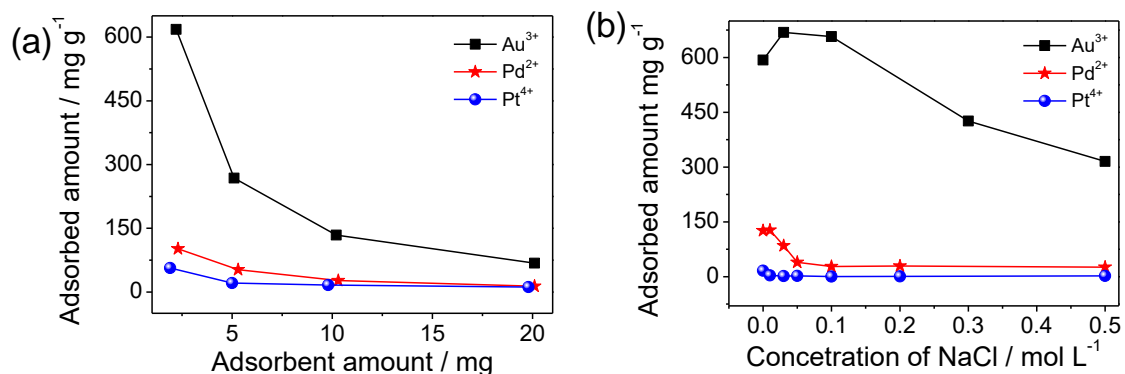 (a)
Adsorbed amount / mg g⁻¹
600
450
300
150
0
Au³⁺
Pd²⁺
Pt⁴⁺
5
10
15
20
Adsorbent amount / mg
(b)
Adsorbed amount mg g⁻¹
600
450
300
150
0
Au³⁺
Pd²⁺
Pt⁴⁺
0.0
0.1
0.2
0.3
0.4
0.5
Concetration of NaCl / mol L⁻¹